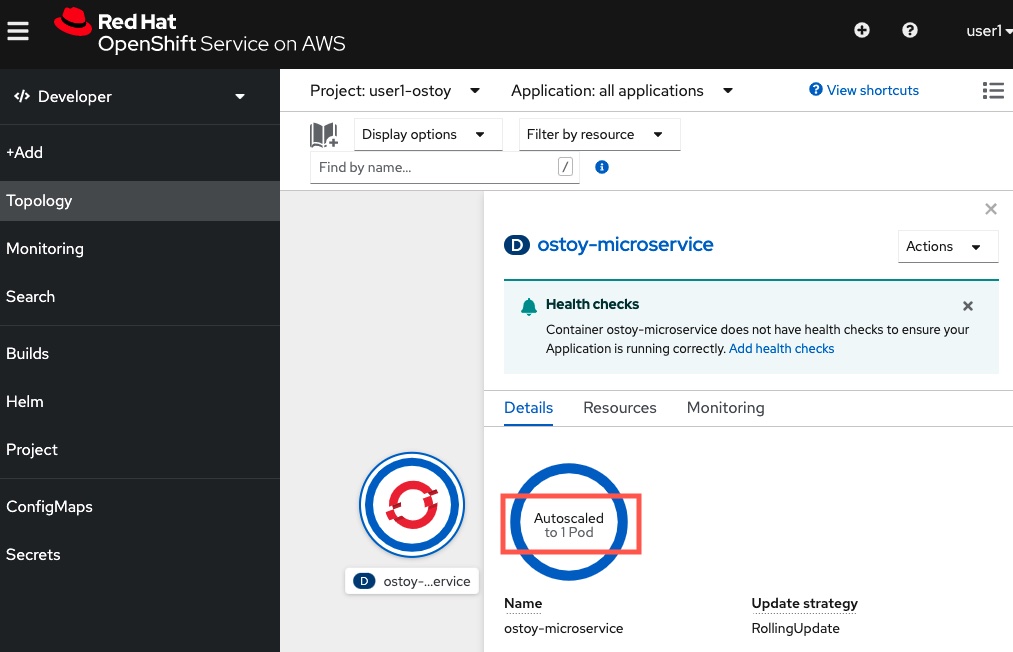 Red Hat
OpenShift Service on AWS
user1
Developer
+Add
Topology
Monitoring
Search
Builds
Helm
Project
ConfigMaps
Secrets
Project: user1-ostoy
Application: all applications
View shortcuts
Display options
Filter by resource
Find by name...
/
D ostoy-microservice
Actions
Health checks
Container ostoy-microservice does not have health checks to ensure your
Application is running correctly. Add health checks
Details Resources Monitoring
Autoscaled
to 1 Pod
D ostoy-...ervice
Name
ostoy-microservice
Update strategy
RollingUpdate